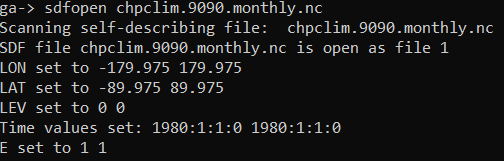 ga-> sdfopen chpclim.9090.monthly.nc
Scanning self-describing file:  chpclim.9090.monthly.nc
SDF file chpclim.9090.monthly.nc is open as file 1
LON set to -179.975 179.975
LAT set to -89.975 89.975
LEV set to 0 0
Time values set: 1980:1:1:0 1980:1:1:0
E set to 1 1